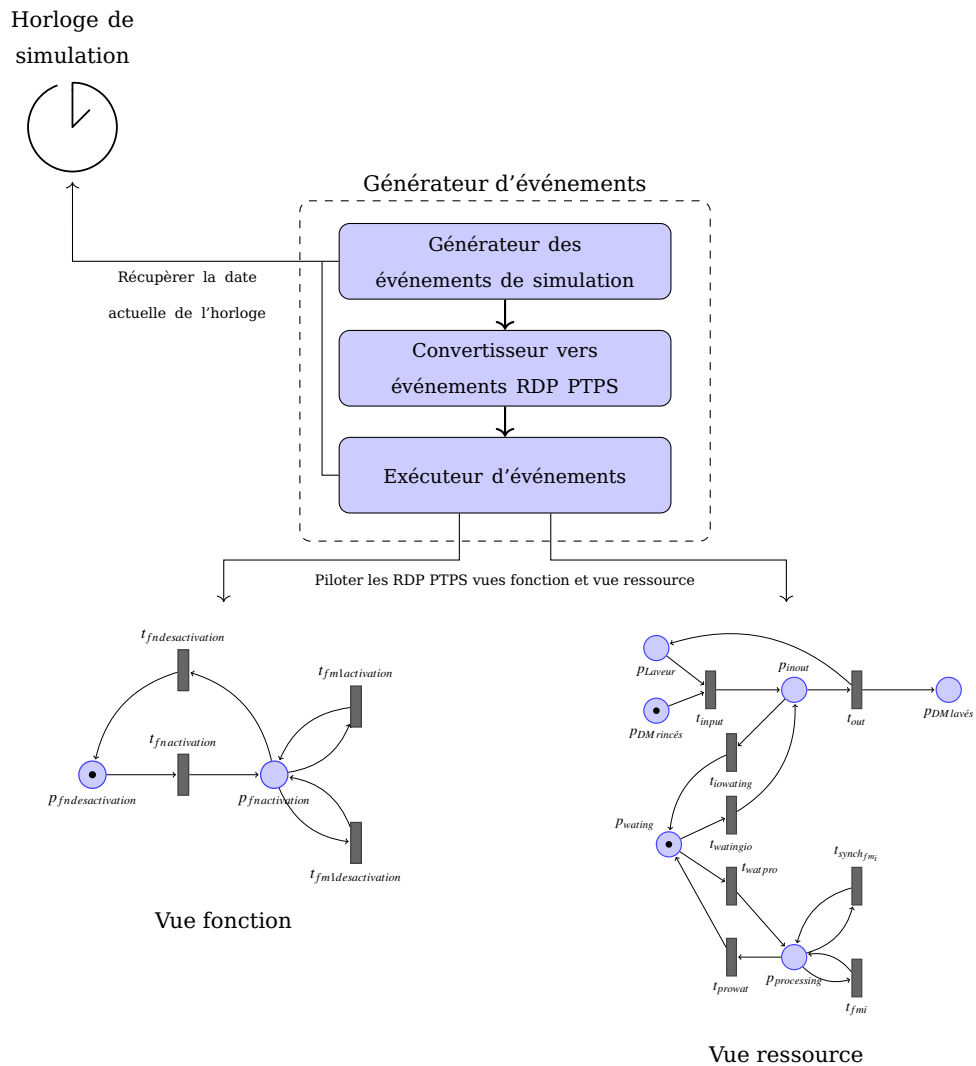 Horloge de
simulation
Générateur d’événements
Générateur des
événements de simulation
Récupèrer la date
actuelle de l’horloge
Convertisseur vers
événements RDP PTPS
Exécuteur d’événements
Piloter les RDP PTPS vues fonction et vue ressource
t_fndesactivation
t_fm1activation
t_fnactivation
p_fndesactivation
p_fnactivation
t_fm1desactivation
Vue fonction
p_Laveur
p_inout
t_input
t_out
p_DMlavés
p_DMrincés
t_iowating
p_wating
t_watingio
t_synch_fm_i
t_watpro
p_processing
t_prowat
t_fmi
Vue ressource